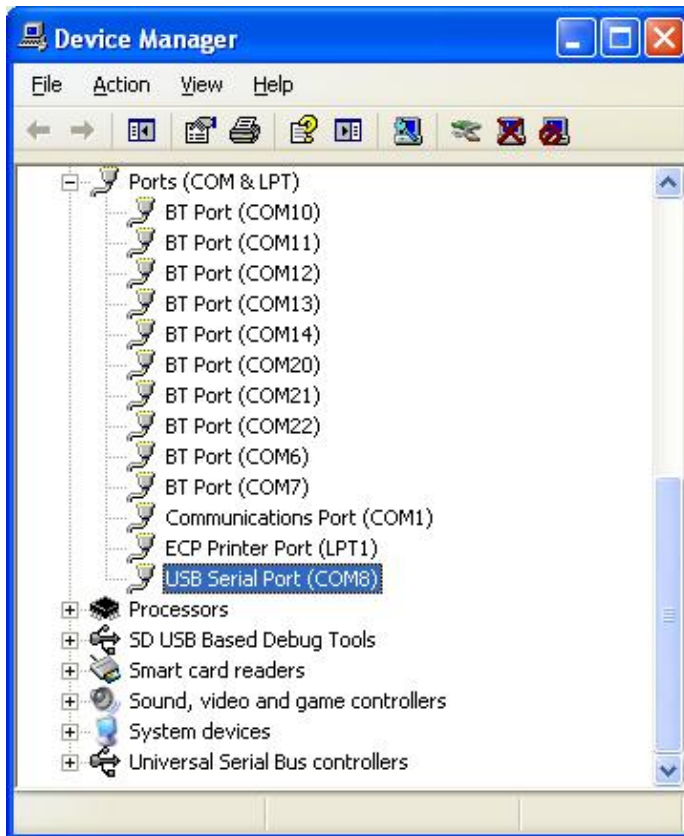 Device Manager
File Action View Help
Ports (COM & LPT)
BT Port (COM10)
BT Port (COM11)
BT Port (COM12)
BT Port (COM13)
BT Port (COM14)
BT Port (COM20)
BT Port (COM21)
BT Port (COM22)
BT Port (COM6)
BT Port (COM7)
Communications Port (COM1)
ECP Printer Port (LPT1)
USB Serial Port (COM8)
Processors
SD USB Based Debug Tools
Smart card readers
Sound, video and game controllers
System devices
Universal Serial Bus controllers